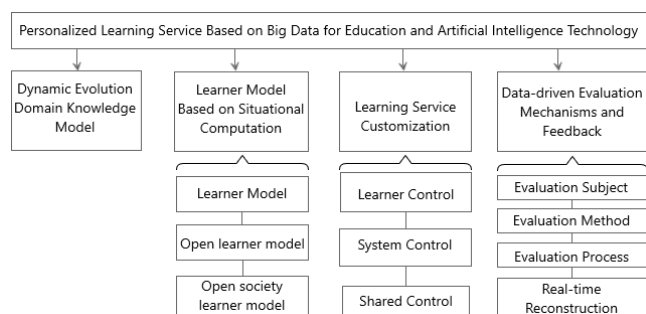 Personalized Learning Service Based on Big Data for Education and Artificial Intelligence Technology
Dynamic Evolution
Domain Knowledge
Model
Learner Model
Based on Situational
Computation
Learning Service
Customization
Data-driven Evaluation
Mechanisms and
Feedback
Learner Model
Open learner model
Open society
learner model
Learner Control
System Control
Shared Control
Evaluation Subject
Evaluation Method
Evaluation Process
Real-time
Reconstruction